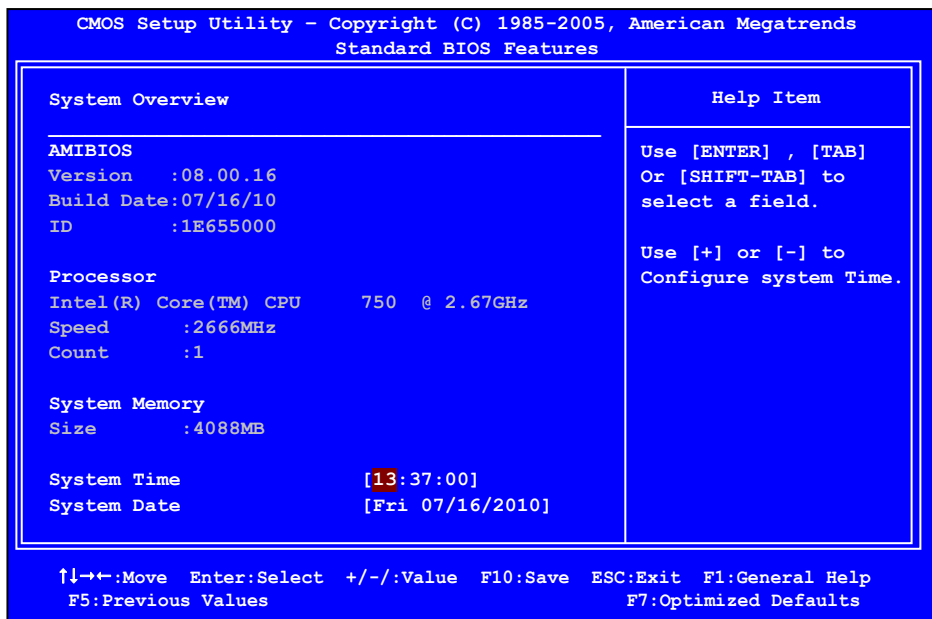 CMOS Setup Utility – Copyright (C) 1985-2005, American Megatrends
Standard BIOS Features
System Overview
AMIBIOS
Version :08.00.16
Build Date:07/16/10
ID :1E655000
Processor
Intel(R) Core(TM) CPU 750 @ 2.67GHz
Speed :2666MHz
Count :1
System Memory
Size :4088MB
System Time [13:37:00]
System Date [Fri 07/16/2010]
Help Item
Use [ENTER] , [TAB]
Or [SHIFT-TAB] to
select a field.
Use [+] or [-] to
Configure system Time.
↑↓→←:Move Enter:Select +/-/:Value F10:Save ESC:Exit F1:General Help
F5:Previous Values F7:Optimized Defaults